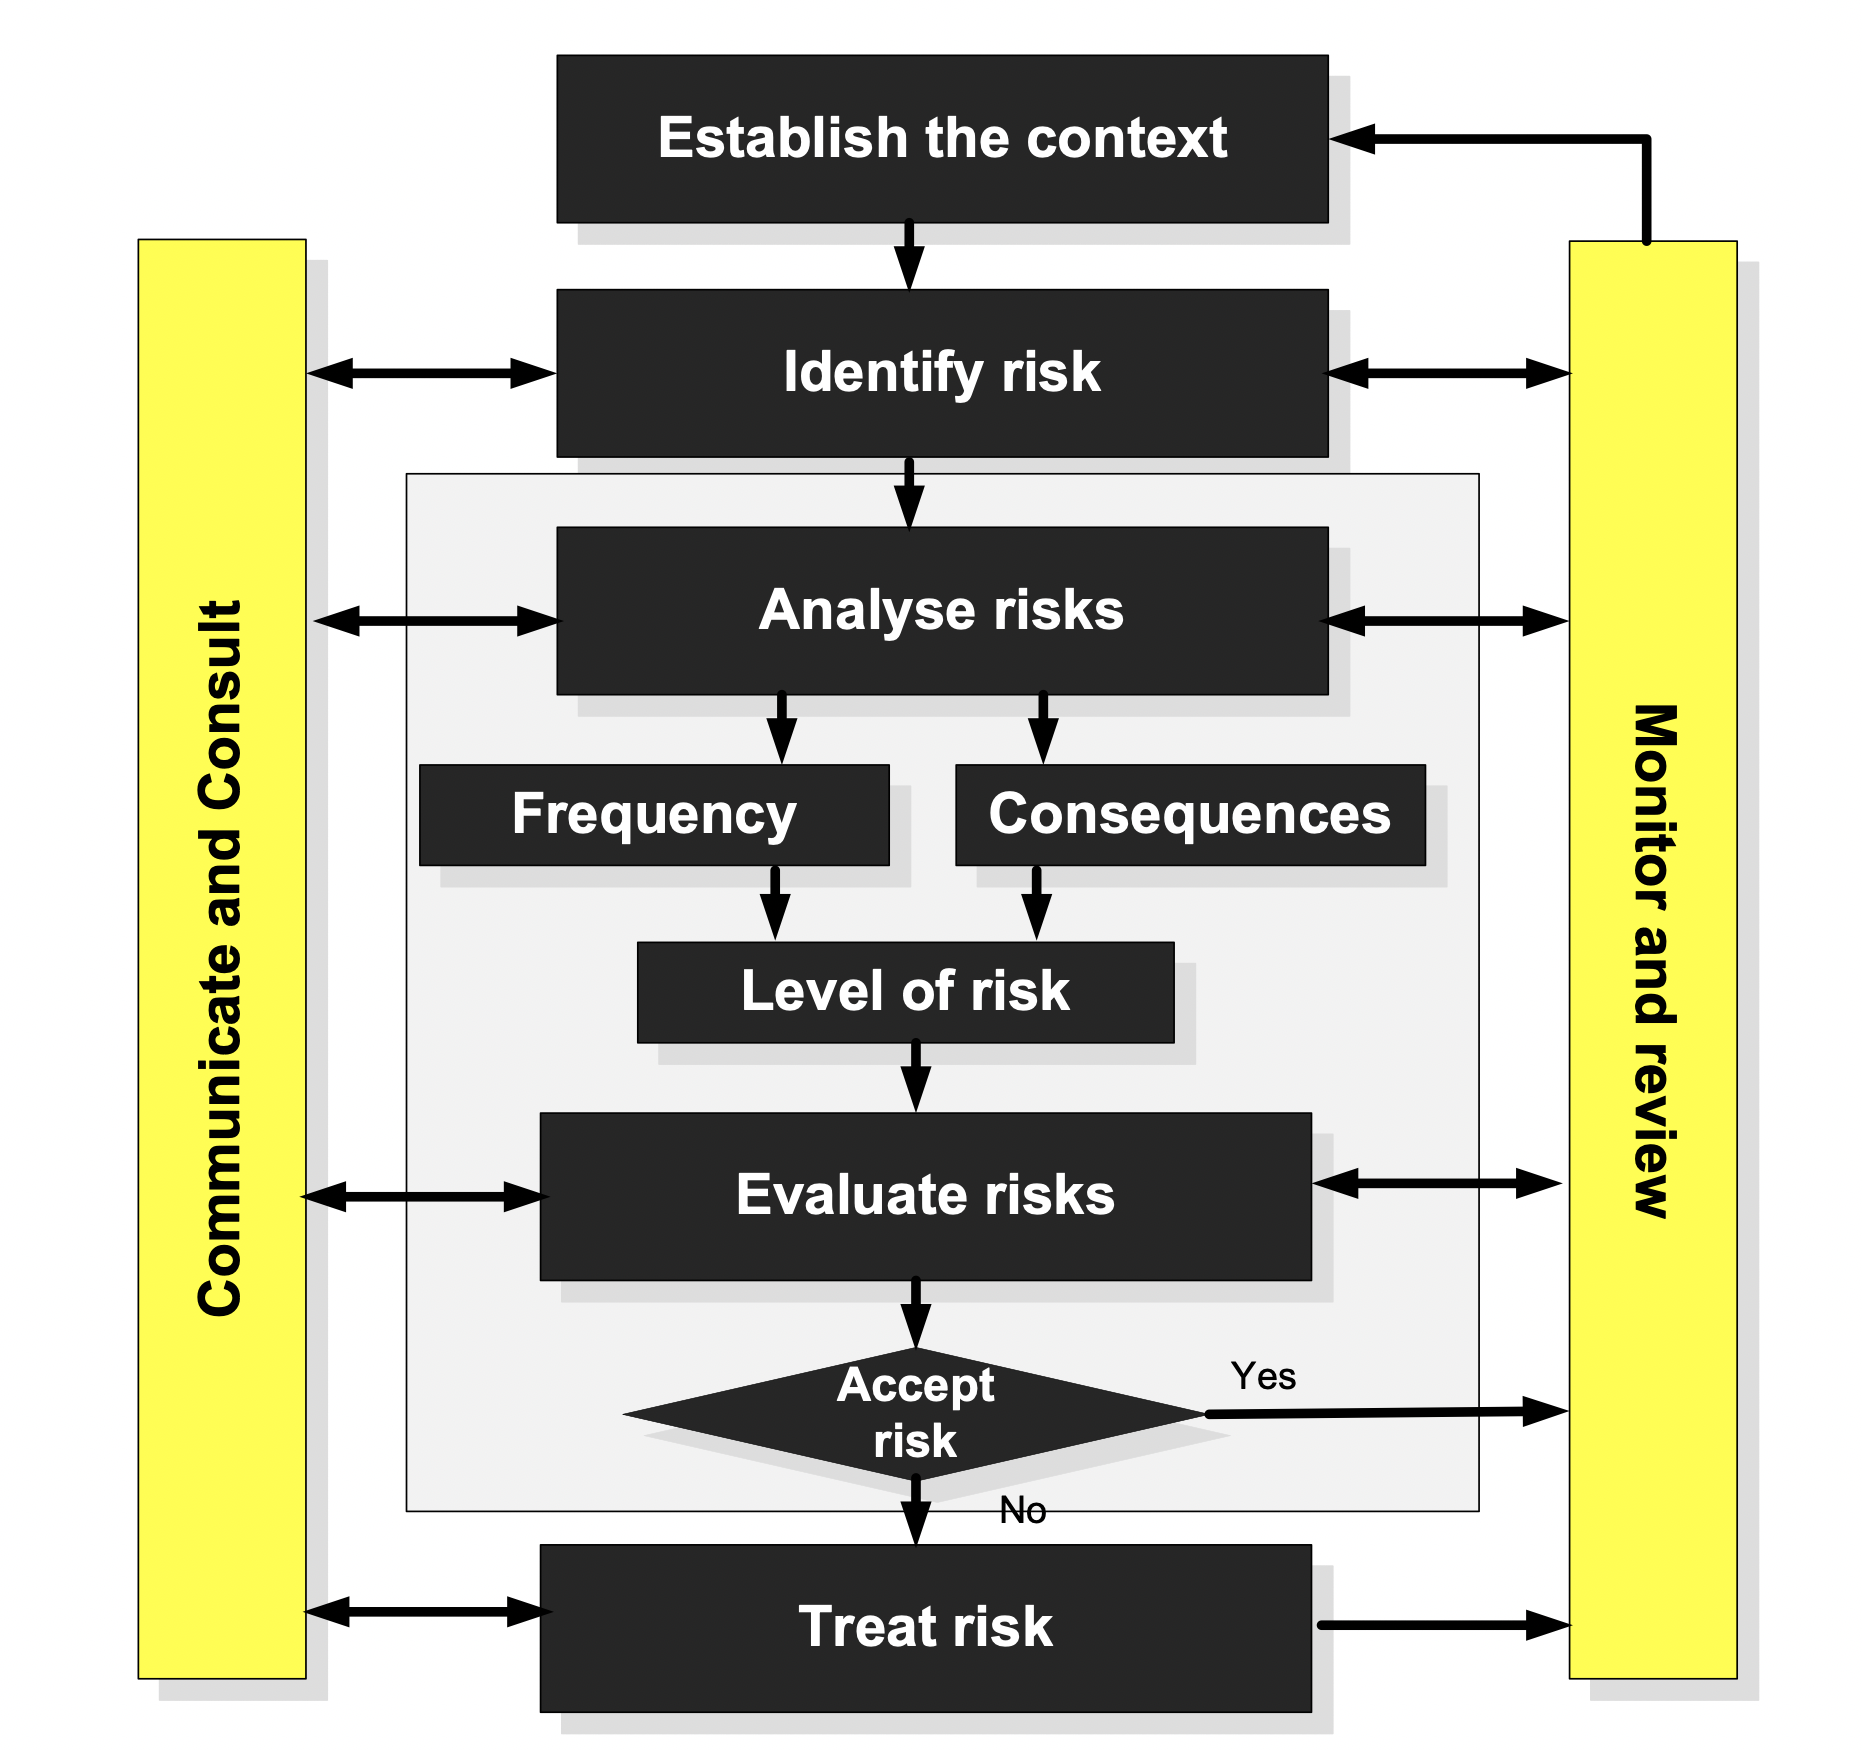 Establish the context
Identify risk
Analyse risks
Frequency
Consequences
Level of risk
Evaluate risks
Accept
risk
Yes
No
Treat risk
Communicate and Consult
Monitor and review